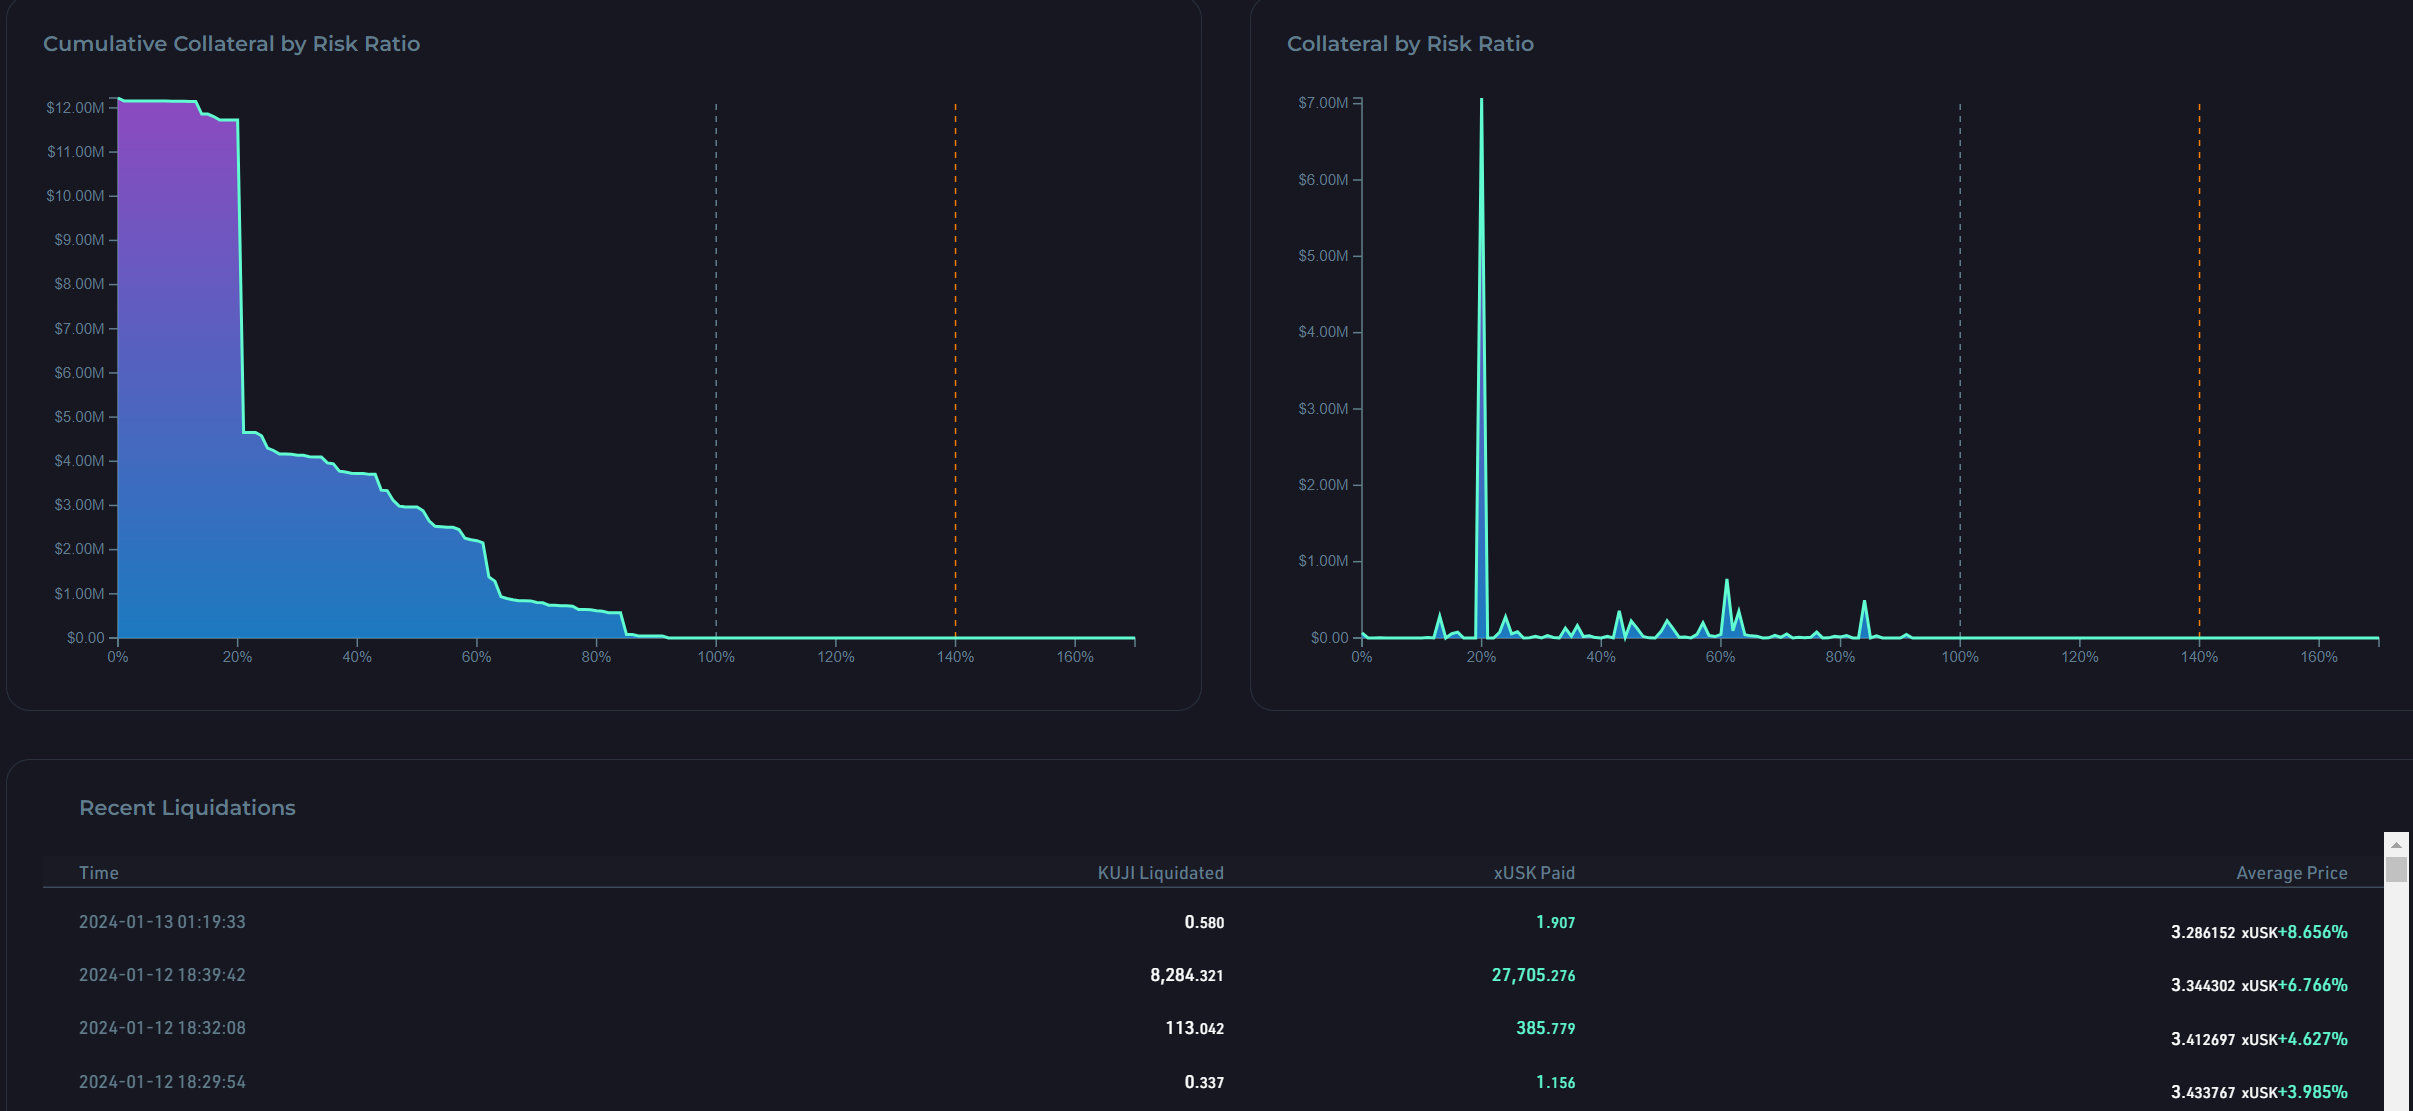 Cumulative Collateral by Risk Ratio
$12.00M
$11.00M
$10.00M
$9.00M
$8.00M
$7.00M
$6.00M
$5.00M
$4.00M
$3.00M
$2.00M
$1.00M
$0.00
0% 20% 40% 60% 80% 100% 120% 140% 160%
Collateral by Risk Ratio
$7.00M
$6.00M
$5.00M
$4.00M
$3.00M
$2.00M
$1.00M
$0.00
0% 20% 40% 60% 80% 100% 120% 140% 160%
Recent Liquidations
Time KUJI Liquidated xUSK Paid Average Price
2024-01-13 01:19:33 0.580 1.907 3.286152 xUSK+8.656%
2024-01-12 18:39:42 8,284.321 27,705.276 3.344302 xUSK+6.766%
2024-01-12 18:32:08 113.042 385.779 3.412697 xUSK+4.627%
2024-01-12 18:29:54 0.337 1.156 3.433767 xUSK+3.985%